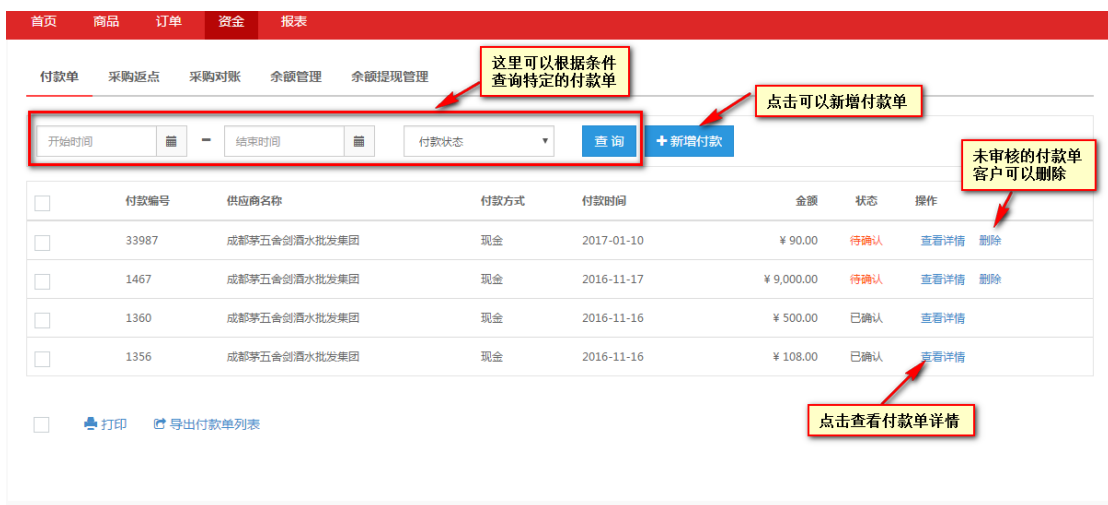 首页 商品 订单 资金 报表
付款单 采购返点 采购对账 余额管理 余额提现管理
这里可以根据条件
查询特定的付款单
点击可以新增付款单
开始时间 – 结束时间 付款状态 查 询 新增付款
未审核的付款单
客户可以删除
付款编号 供应商名称 付款方式 付款时间 金额 状态 操作
33987 成都茅五舍剑酒水批发集团 现金 2017-01-10 ¥ 90.00 待确认 查看详情 删除
1467 成都茅五舍剑酒水批发集团 现金 2016-11-17 ¥ 9,000.00 待确认 查看详情 删除
1360 成都茅五舍剑酒水批发集团 现金 2016-11-16 ¥ 500.00 已确认 查看详情
1356 成都茅五舍剑酒水批发集团 现金 2016-11-16 ¥ 108.00 已确认 查看详情
点击查看付款单详情
打印 导出付款单列表